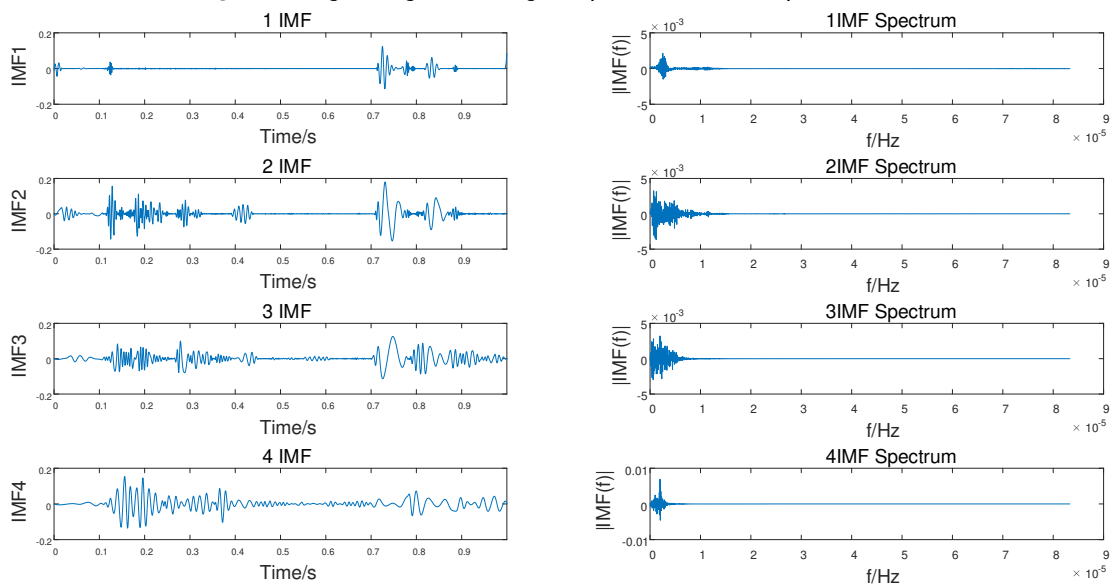 1 IMF
IMF1
0.2
0
-0.2
0 0.1 0.2 0.3 0.4 0.5 0.6 0.7 0.8 0.9
Time/s
1IMF Spectrum
× 10⁻³
|IMF(f)|
5
0
-5
0 1 2 3 4 5 6 7 8 9
f/Hz
× 10⁻⁵
2 IMF
IMF2
0.2
0
-0.2
0 0.1 0.2 0.3 0.4 0.5 0.6 0.7 0.8 0.9
Time/s
2IMF Spectrum
× 10⁻³
|IMF(f)|
5
0
-5
0 1 2 3 4 5 6 7 8 9
f/Hz
× 10⁻⁵
3 IMF
IMF3
0.2
0
-0.2
0 0.1 0.2 0.3 0.4 0.5 0.6 0.7 0.8 0.9
Time/s
3IMF Spectrum
× 10⁻³
|IMF(f)|
5
0
-5
0 1 2 3 4 5 6 7 8 9
f/Hz
× 10⁻⁵
4 IMF
IMF4
0.2
0
-0.2
0 0.1 0.2 0.3 0.4 0.5 0.6 0.7 0.8 0.9
Time/s
4IMF Spectrum
|IMF(f)|
0.01
0
-0.01
0 1 2 3 4 5 6 7 8 9
f/Hz
× 10⁻⁵